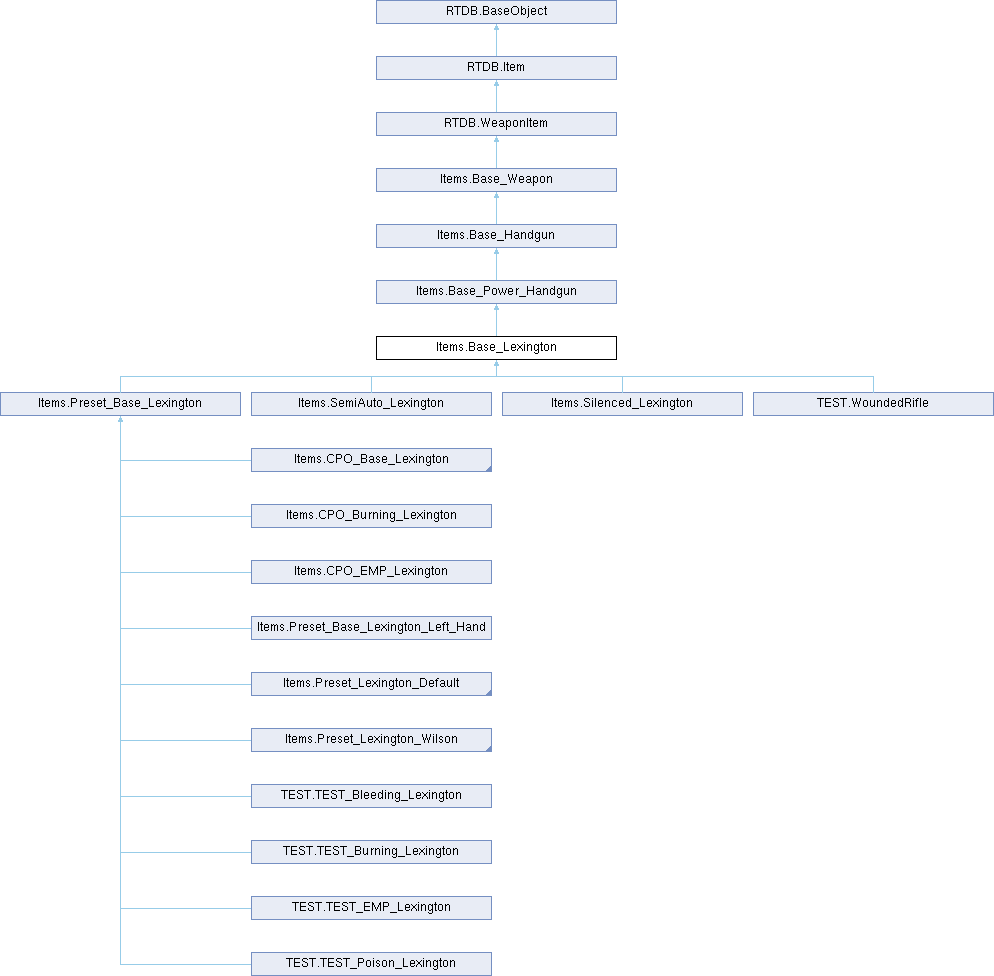 RTDB.BaseObject
RTDB.Item
RTDB.WeaponItem
Items.Base_Weapon
Items.Base_Handgun
Items.Base_Power_Handgun
Items.Base_Lexington
Items.Preset_Base_Lexington
Items.SemiAuto_Lexington
Items.Silenced_Lexington
TEST.WoundedRifle
Items.CPO_Base_Lexington
Items.CPO_Burning_Lexington
Items.CPO_EMP_Lexington
Items.Preset_Base_Lexington_Left_Hand
Items.Preset_Lexington_Default
Items.Preset_Lexington_Wilson
TEST.TEST_Bleeding_Lexington
TEST.TEST_Burning_Lexington
TEST.TEST_EMP_Lexington
TEST.TEST_Poison_Lexington